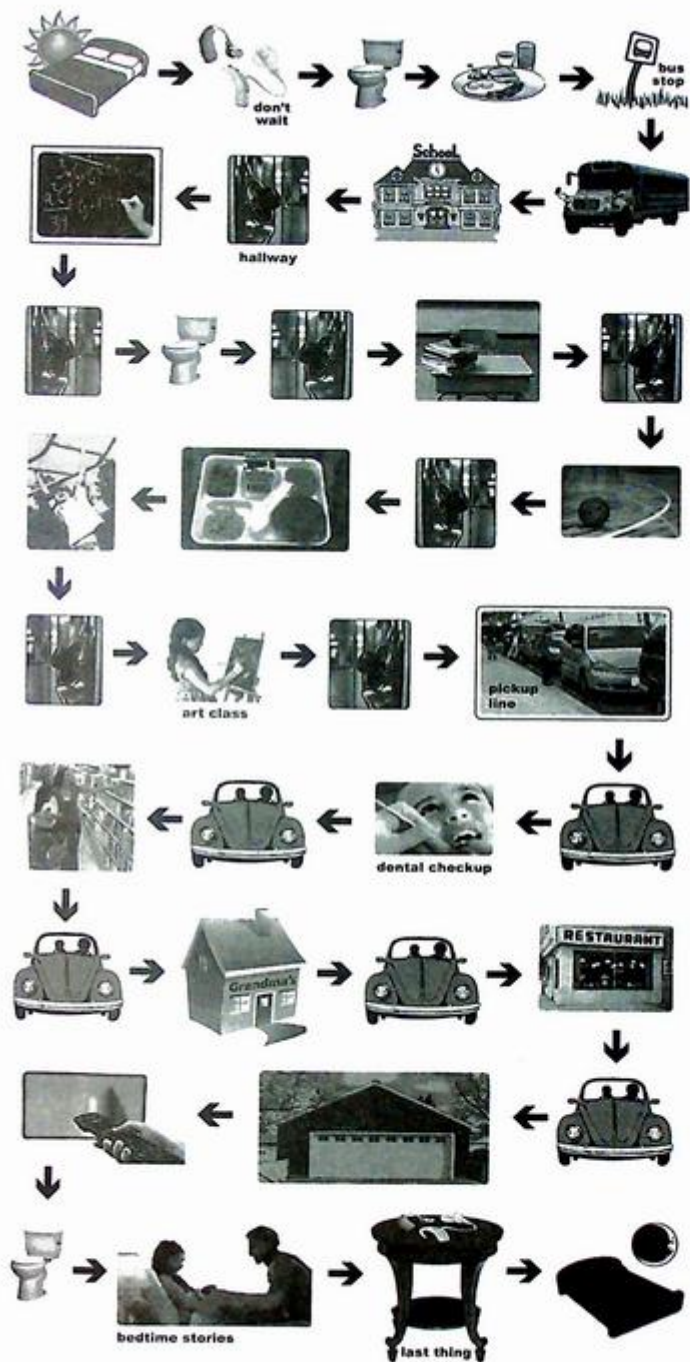 don't
wait
bus
stop
School
hallway
art class
pickup
line
dental checkup
Grandma's
RESTAURANT
bedtime stories
last thing